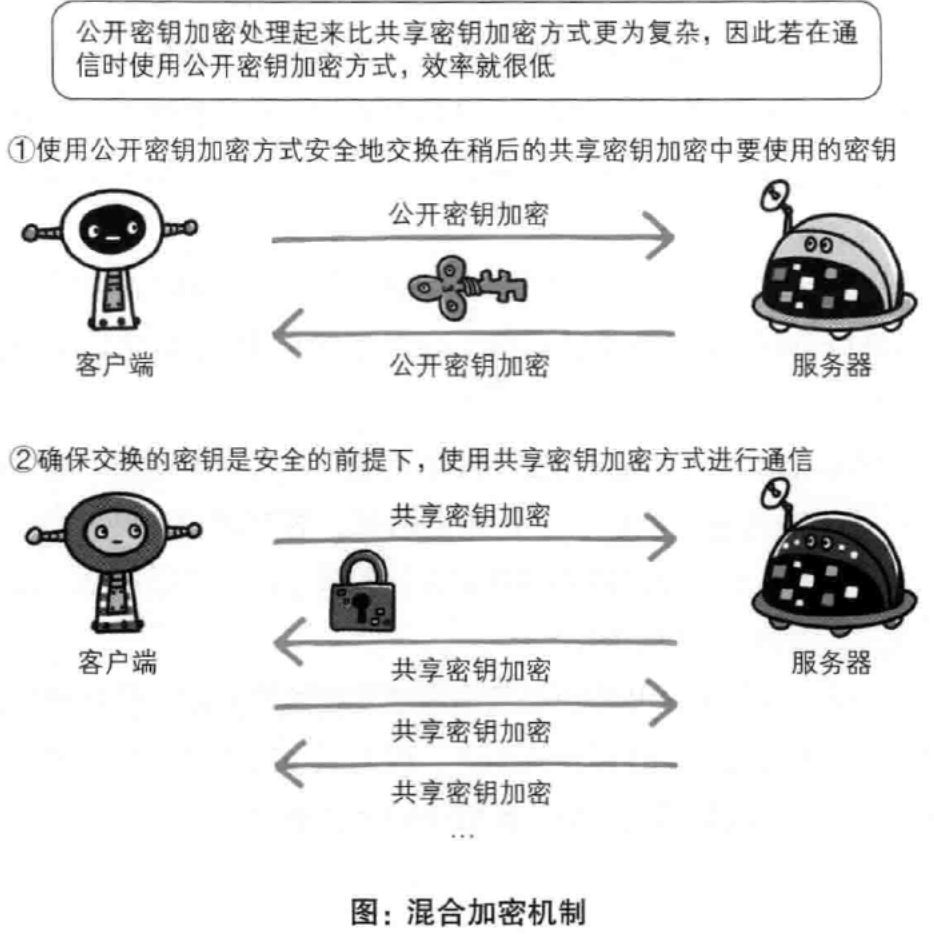 公开密钥加密处理起来比共享密钥加密方式更为复杂，因此若在通
信时使用公开密钥加密方式，效率就很低
①使用公开密钥加密方式安全地交换在稍后的共享密钥加密中要使用的密钥
公开密钥加密
客户端
公开密钥加密
服务器
②确保交换的密钥是安全的前提下，使用共享密钥加密方式进行通信
共享密钥加密
客户端
共享密钥加密
服务器
共享密钥加密
共享密钥加密
…
图：混合加密机制